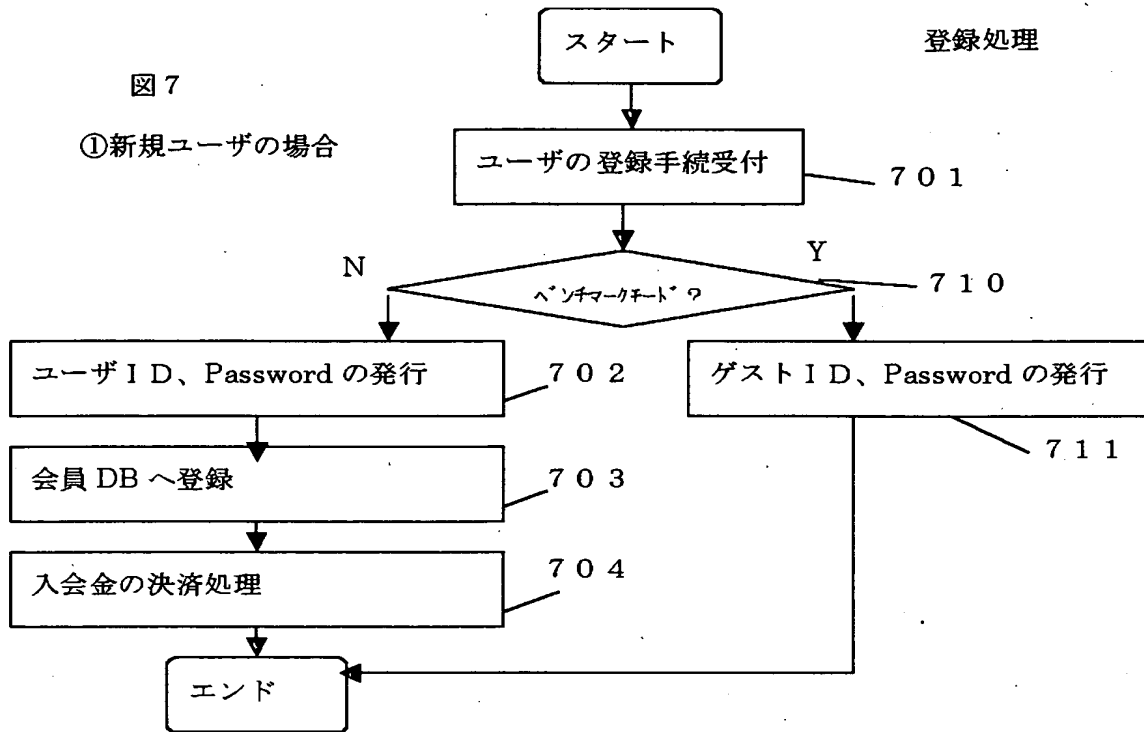 スタート
登録処理
図7
①新規ユーザの場合
ユーザの登録手続受付
701
N
Y
ベンチマークモード?
710
ユーザID、Passwordの発行
702
ゲストID、Passwordの発行
711
会員DBへ登録
703
入会金の決済処理
704
エンド